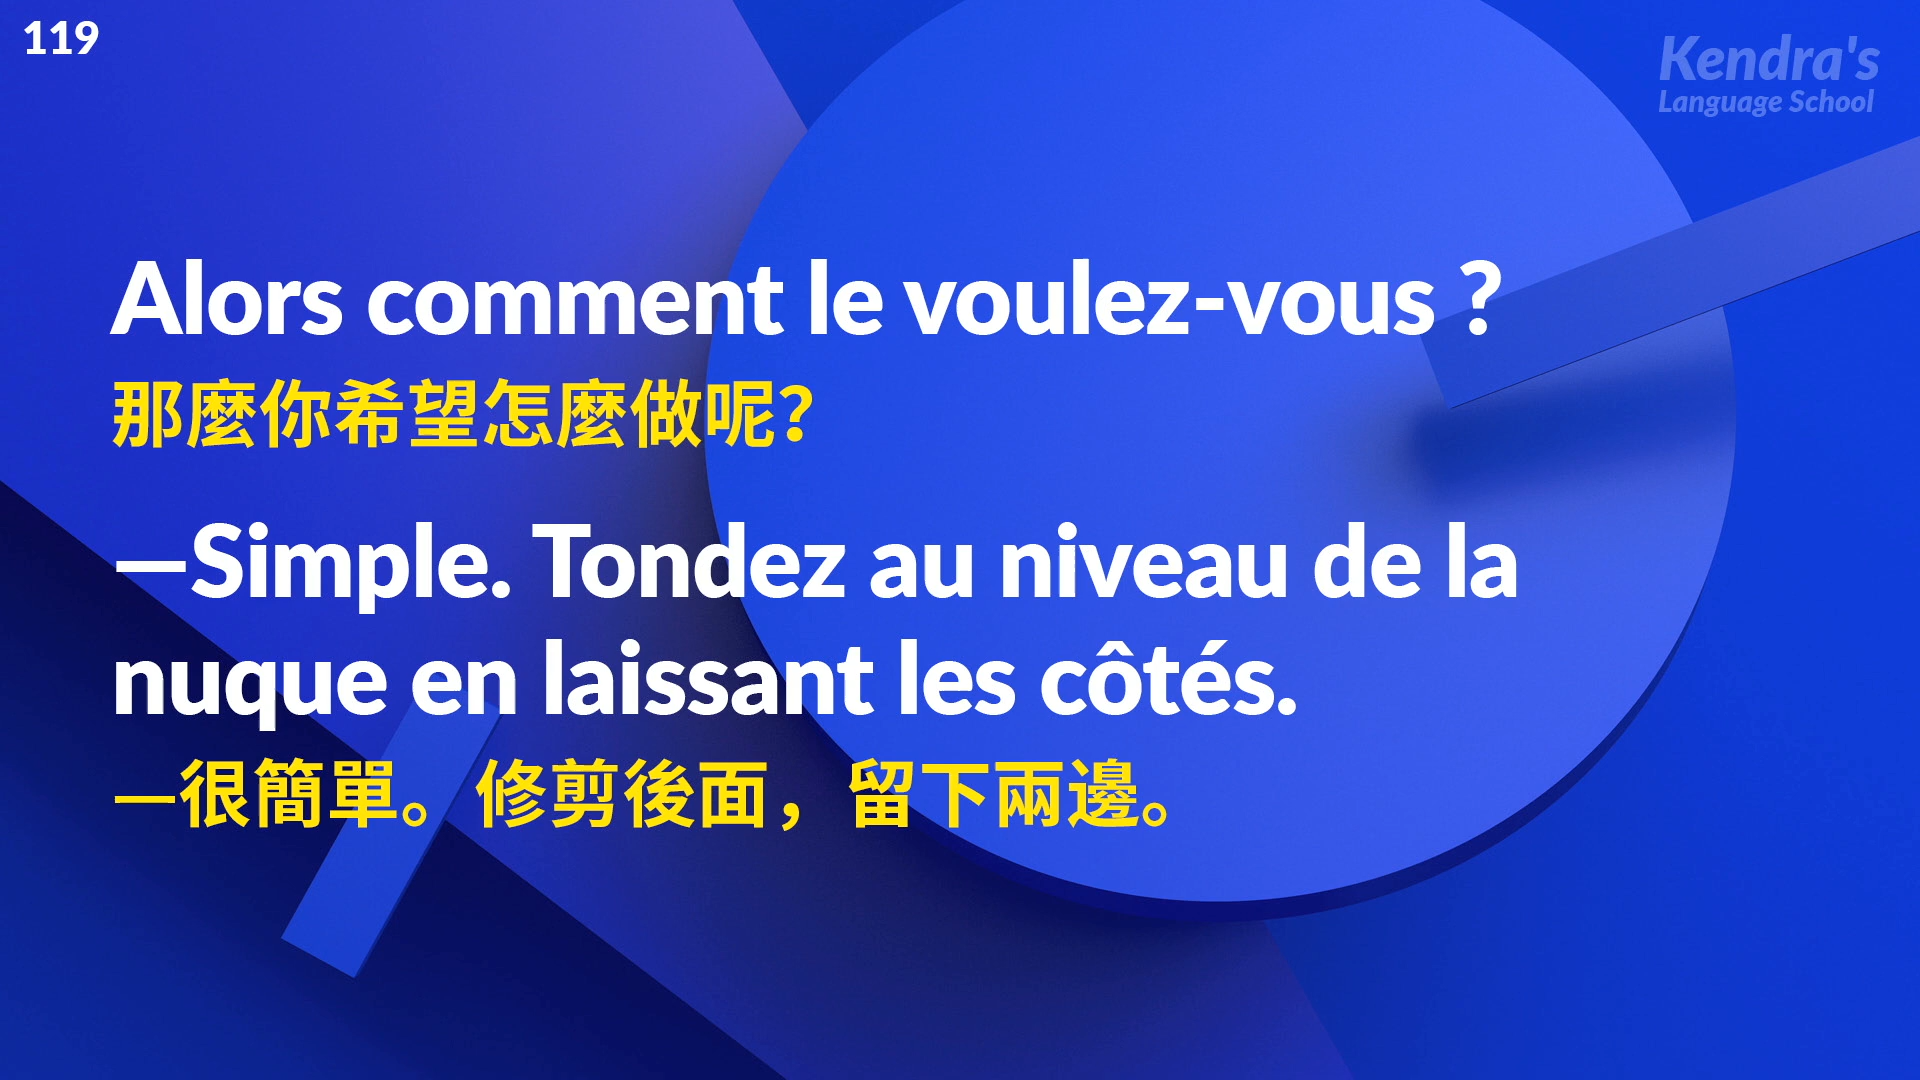 119
Kendra's
Language School
Alors comment le voulez-vous ?
那麼你希望怎麼做呢？
—Simple. Tondez au niveau de la
nuque en laissant les côtés.
—很簡單。修剪後面，留下兩邊。